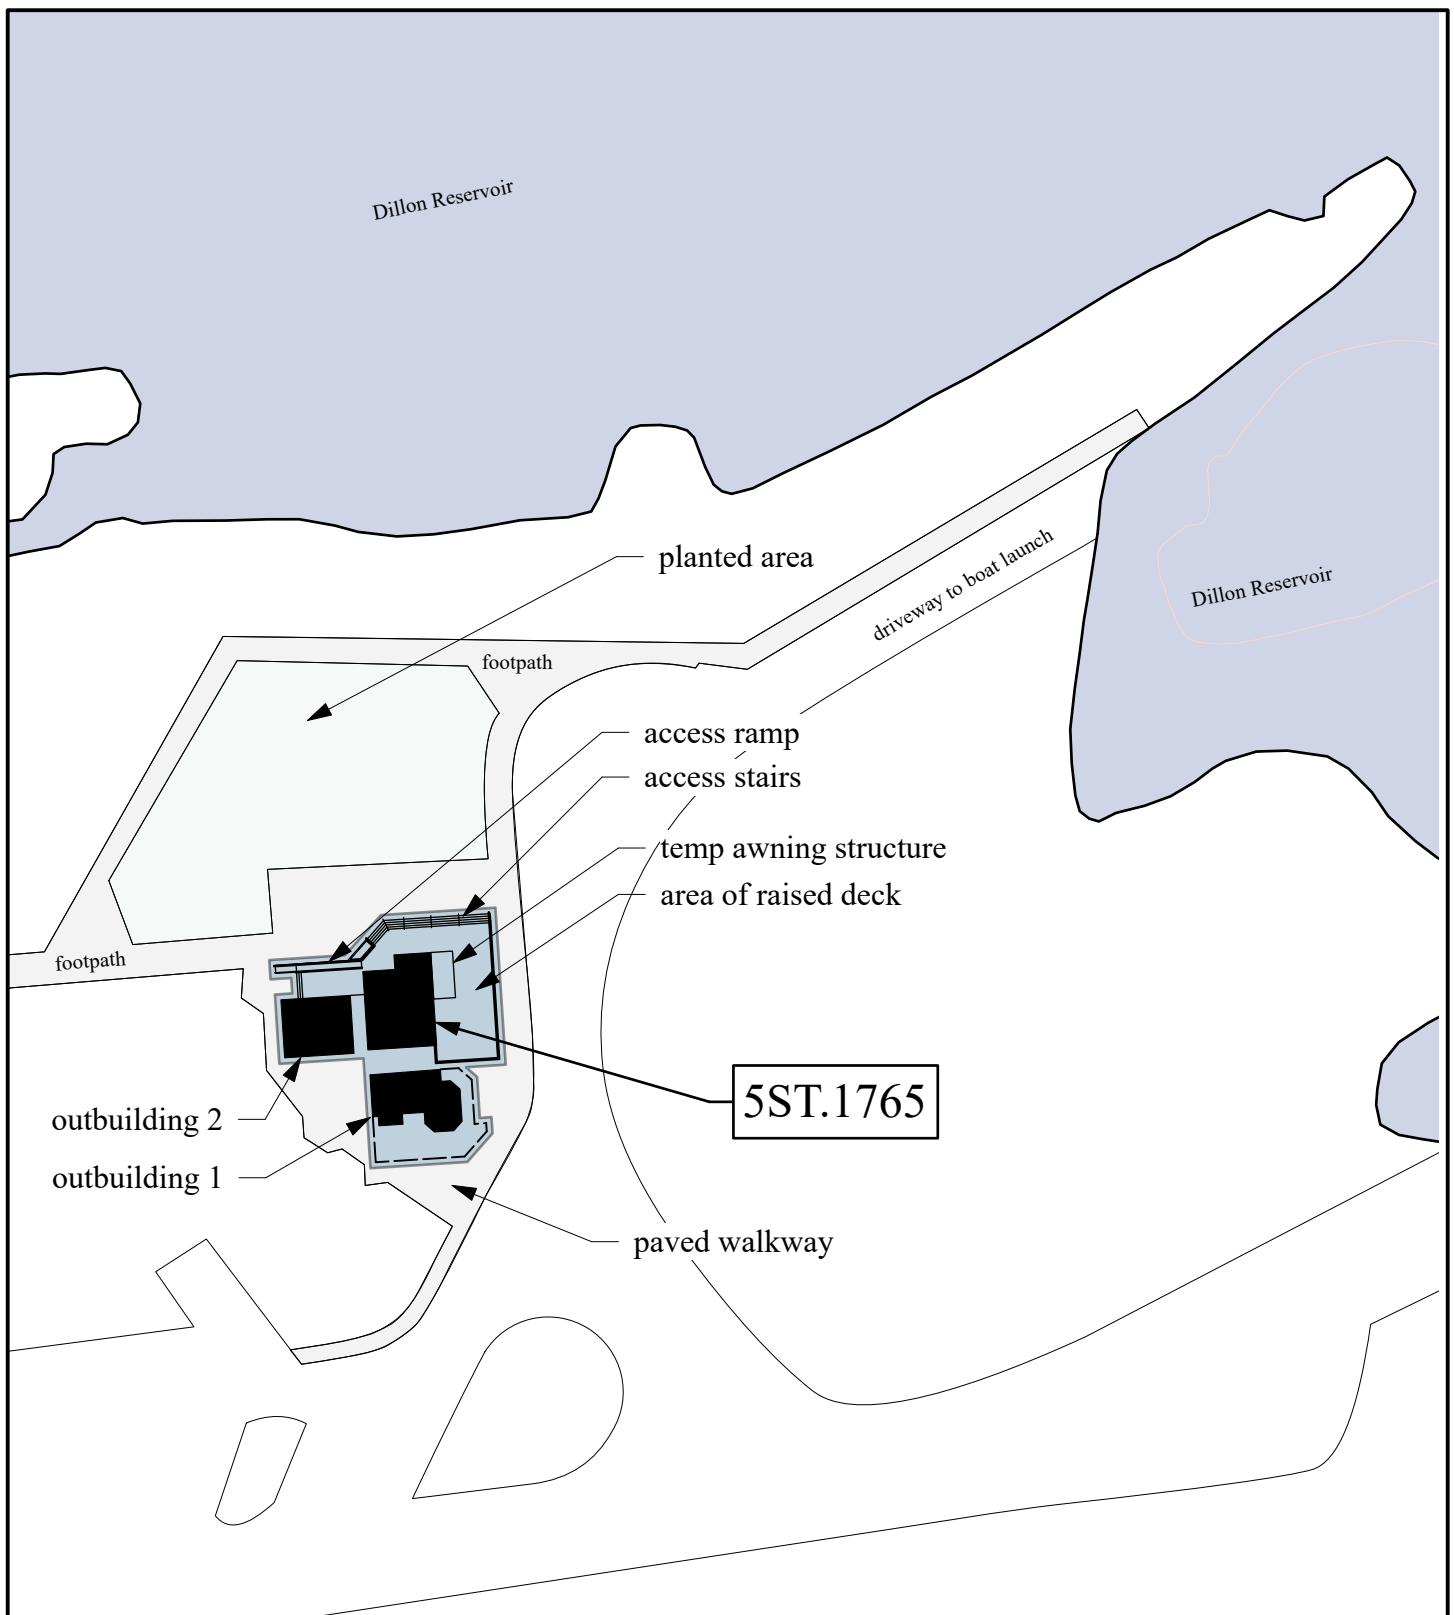 Dillon Reservoir
planted area
driveway to boat launch
Dillon Reservoir
footpath
access ramp
access stairs
temp awning structure
area of raised deck
footpath
5ST.1765
outbuilding 2
outbuilding 1
paved walkway